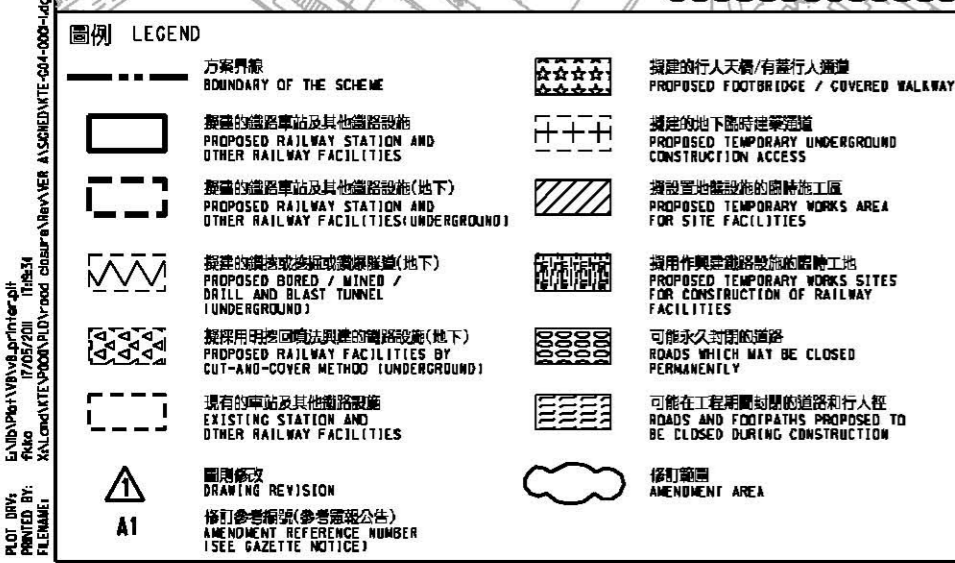 圖例 LEGEND
方案界線
BOUNDARY OF THE SCHEME
擬建的鐵路車站及其他鐵路設施
PROPOSED RAILWAY STATION AND
OTHER RAILWAY FACILITIES
擬建的鐵路車站及其他鐵路設施(地下)
PROPOSED RAILWAY STATION AND
OTHER RAILWAY FACILITIES(UNDERGROUND)
擬建的鑽挖或挖掘或鑽爆隧道(地下)
PROPOSED BORED / MINED /
DRILL AND BLAST TUNNEL
(UNDERGROUND)
擬採用明挖回填法興建的鐵路設施(地下)
PROPOSED RAILWAY FACILITIES BY
CUT-AND-COVER METHOD (UNDERGROUND)
現有的車站及其他鐵路設施
EXISTING STATION AND
OTHER RAILWAY FACILITIES
1
圖則修改
DRAWING REVISION
A1
修訂參考編號(參考憲報公告)
AMENDMENT REFERENCE NUMBER
(SEE GAZETTE NOTICE)
擬建的行人天橋/有蓋行人通道
PROPOSED FOOTBRIDGE / COVERED WALKWAY
擬建的地下臨時建築通道
PROPOSED TEMPORARY UNDERGROUND
CONSTRUCTION ACCESS
擬設置地盤設施的臨時施工區
PROPOSED TEMPORARY WORKS AREA
FOR SITE FACILITIES
擬用作興建鐵路設施的臨時工地
PROPOSED TEMPORARY WORKS SITES
FOR CONSTRUCTION OF RAILWAY
FACILITIES
可能永久封閉的道路
ROADS WHICH MAY BE CLOSED
PERMANENTLY
可能在工程期間封閉的道路和行人徑
ROADS AND FOOTPATHS PROPOSED TO
BE CLOSED DURING CONSTRUCTION
修訂範圍
AMENDMENT AREA
PLOT DRV:
PRINTED BY: fkko 17/05/2011
FILENAME: